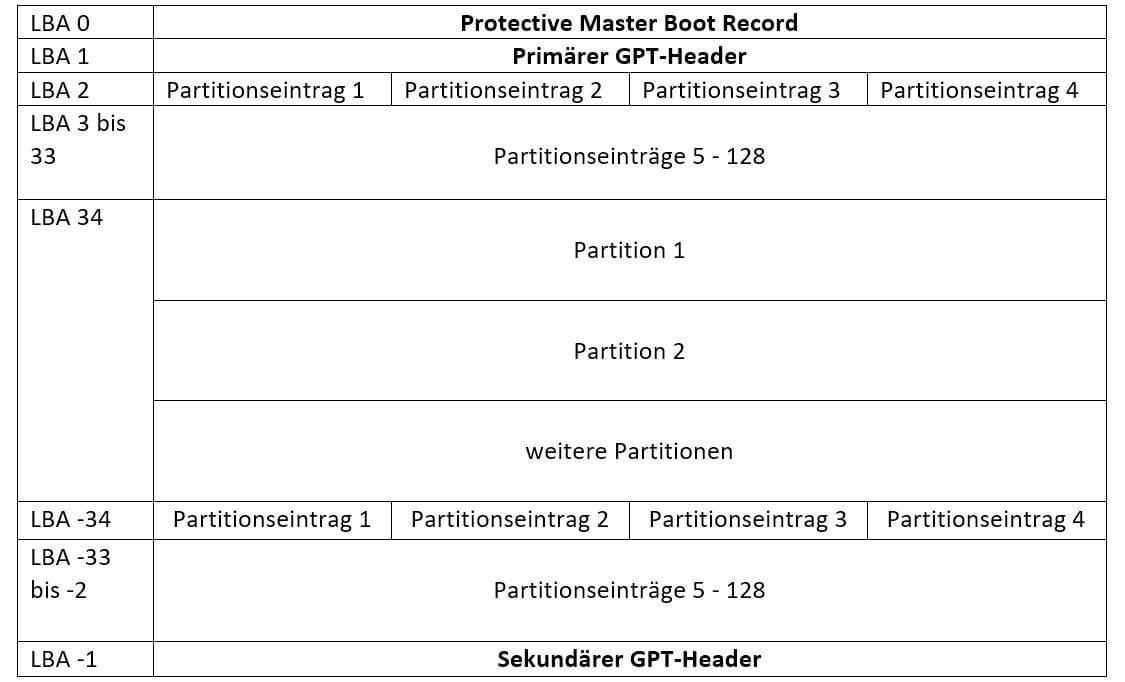 LBA 0 Protective Master Boot Record
LBA 1 Primärer GPT-Header
LBA 2 Partitionseintrag 1 Partitionseintrag 2 Partitionseintrag 3 Partitionseintrag 4
LBA 3 bis
33
Partitionseinträge 5 - 128
LBA 34
Partition 1
Partition 2
weitere Partitionen
LBA -34 Partitionseintrag 1 Partitionseintrag 2 Partitionseintrag 3 Partitionseintrag 4
LBA -33
bis -2
Partitionseinträge 5 - 128
LBA -1 Sekundärer GPT-Header